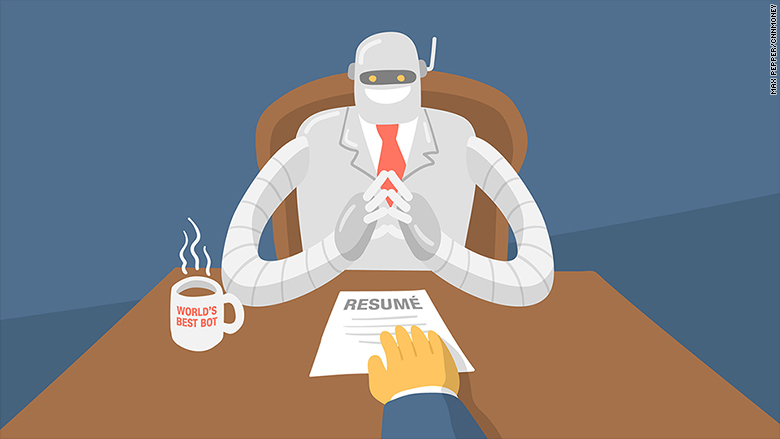 MAX PEPPER/CNNMONEY
WORLD'S
BEST BOT
RESUMÉ